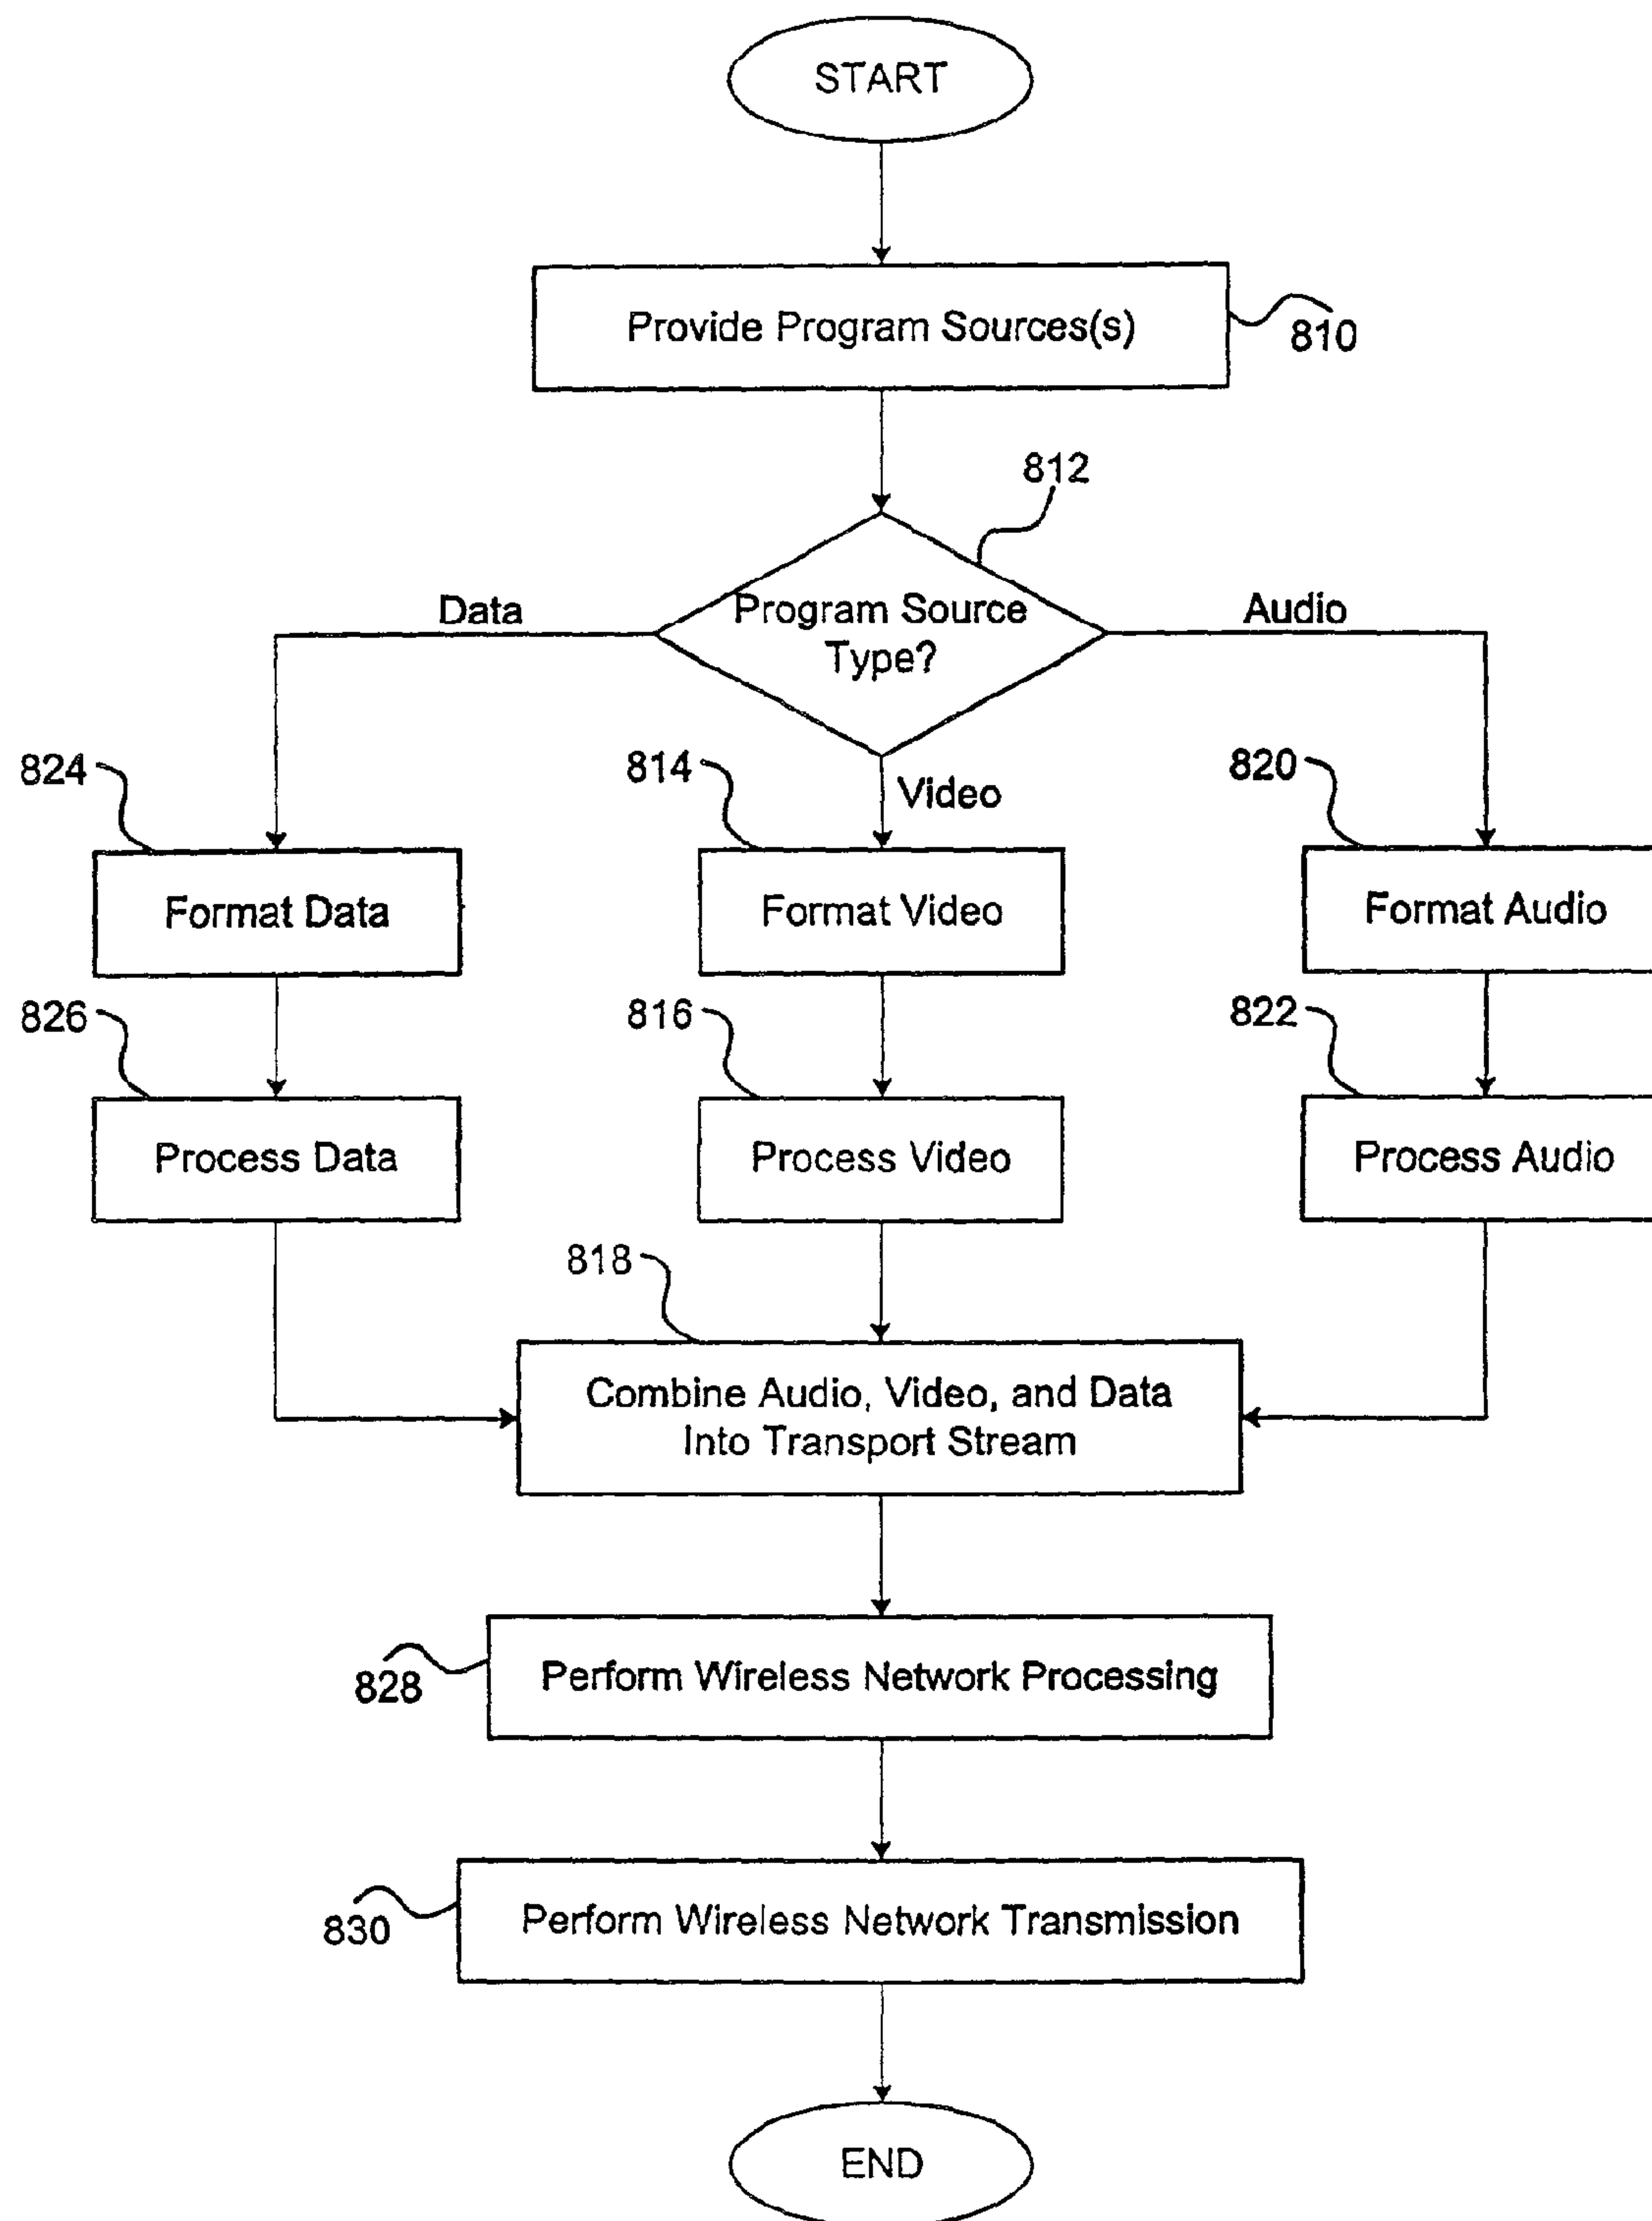 START
Provide Program Sources(s)
810
812
Data
Program Source
Type?
Audio
824
814
Video
820
Format Data
Format Video
Format Audio
826
816
822
Process Data
Process Video
Process Audio
818
Combine Audio, Video, and Data
Into Transport Stream
828
Perform Wireless Network Processing
830
Perform Wireless Network Transmission
END